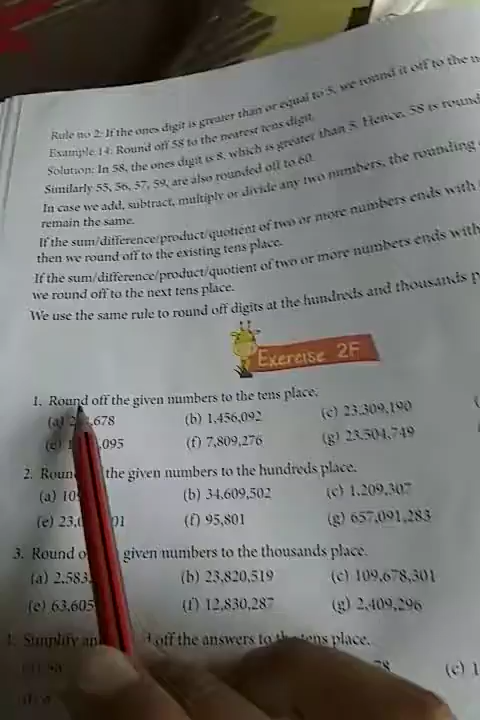 Rule no 2: If the ones digit is greater than or equal to 5, we round it off to the
Example 14: Round off 58 to the nearest tens digit.
Solution: In 58, the ones digit is 8, which is greater than 5. Hence, 58 is round
Similarly 55, 56, 57, 59, are also rounded off to 60.
In case we add, subtract, multiply or divide any two numbers, the rounding
remain the same.
If the sum/difference/product/quotient of two or more numbers ends with
then we round off to the existing tens place.
If the sum/difference/product/quotient of two or more numbers ends with
we round off to the next tens place.
We use the same rule to round off digits at the hundreds and thousands p
Exercise 2F
1. Round off the given numbers to the tens place.
(a) ,678 (b) 1,456,092 (c) 23,309,190
(e) ,095 (f) 7,809,276 (g) 23,504,749
2. Roun the given numbers to the hundreds place.
(a) 10 (b) 34,609,502 (c) 1,209,307
(e) 23, 01 (f) 95,801 (g) 657,091,283
3. Round o given numbers to the thousands place.
(a) 2,583, (b) 23,820,519 (c) 109,678,301
(e) 63,605 (f) 12,830,287 (g) 2,409,296
Simplify an off the answers to the tens place.
78 (c) 1